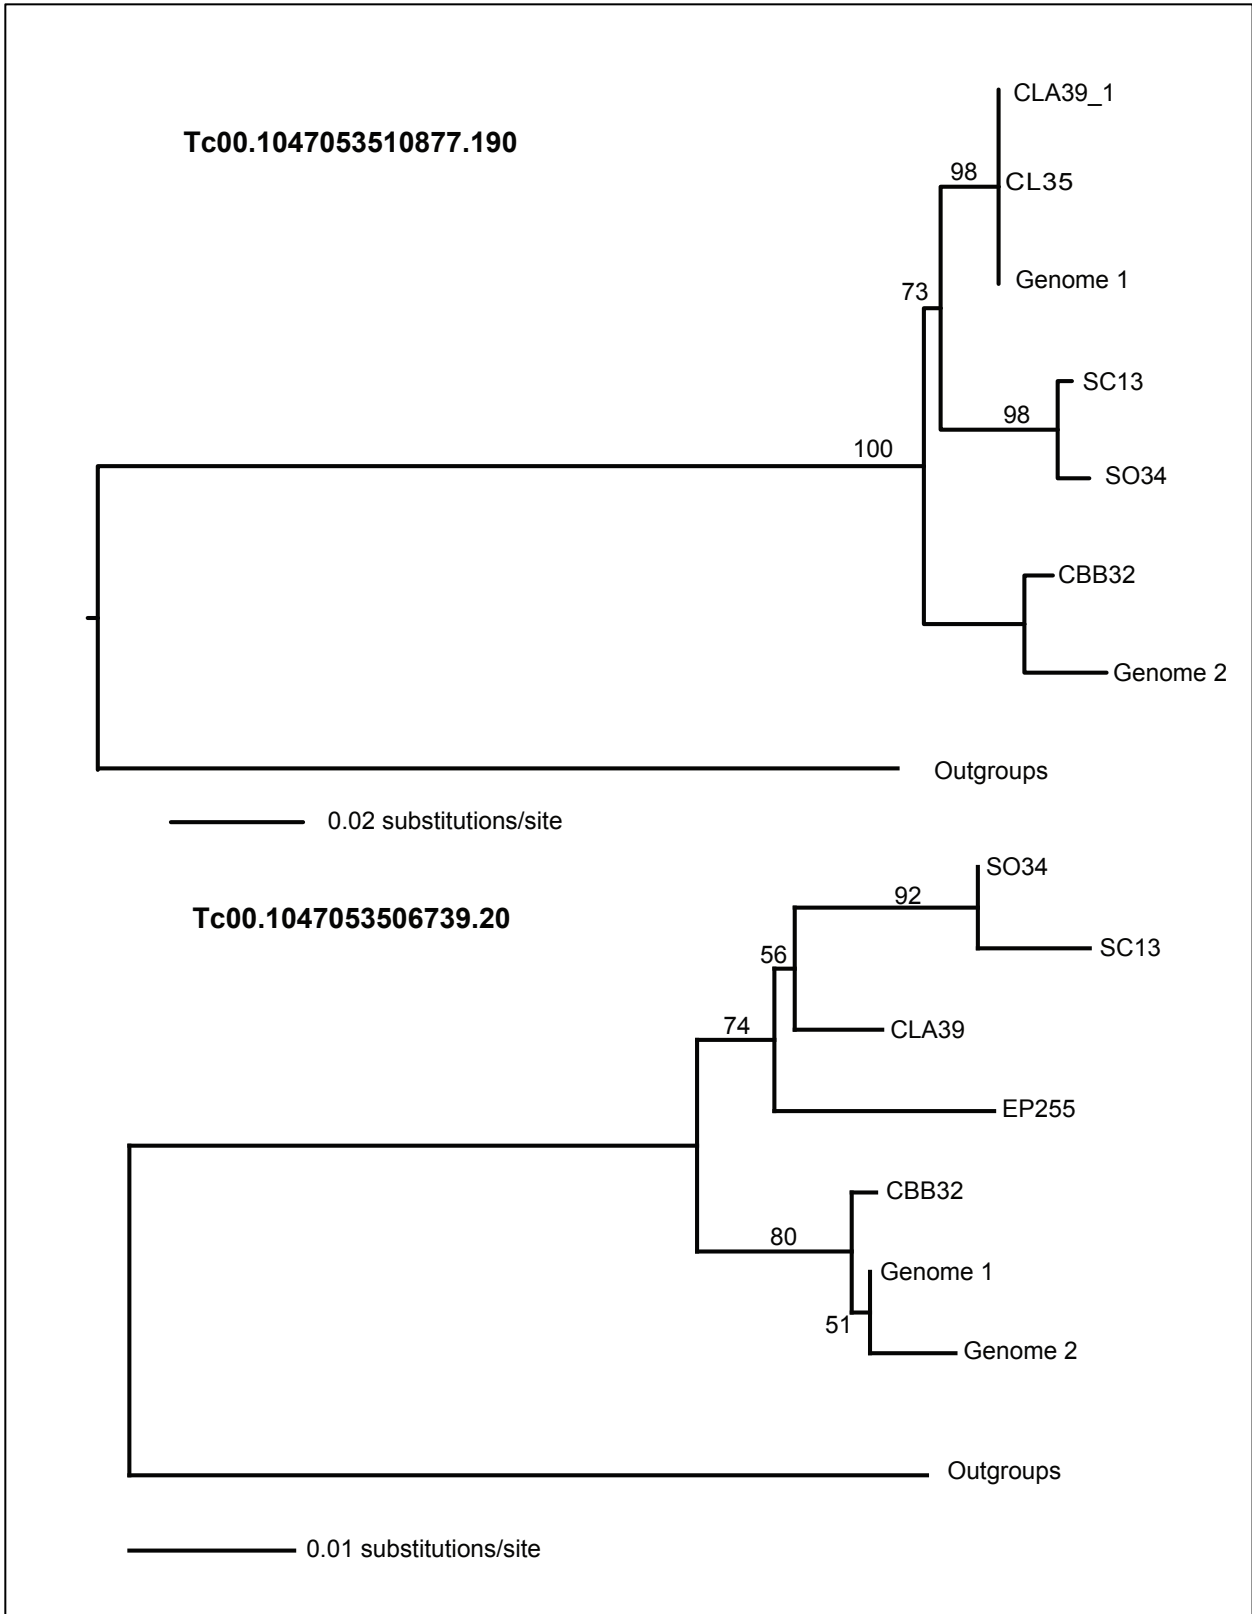 CLA39_1
Tc00.1047053510877.190
98
CL35
Genome 1
73
SC13
98
100
SO34
CBB32
Genome 2
Outgroups
0.02 substitutions/site
SO34
92
Tc00.1047053506739.20
SC13
56
74
CLA39
EP255
CBB32
80
Genome 1
51
Genome 2
Outgroups
0.01 substitutions/site